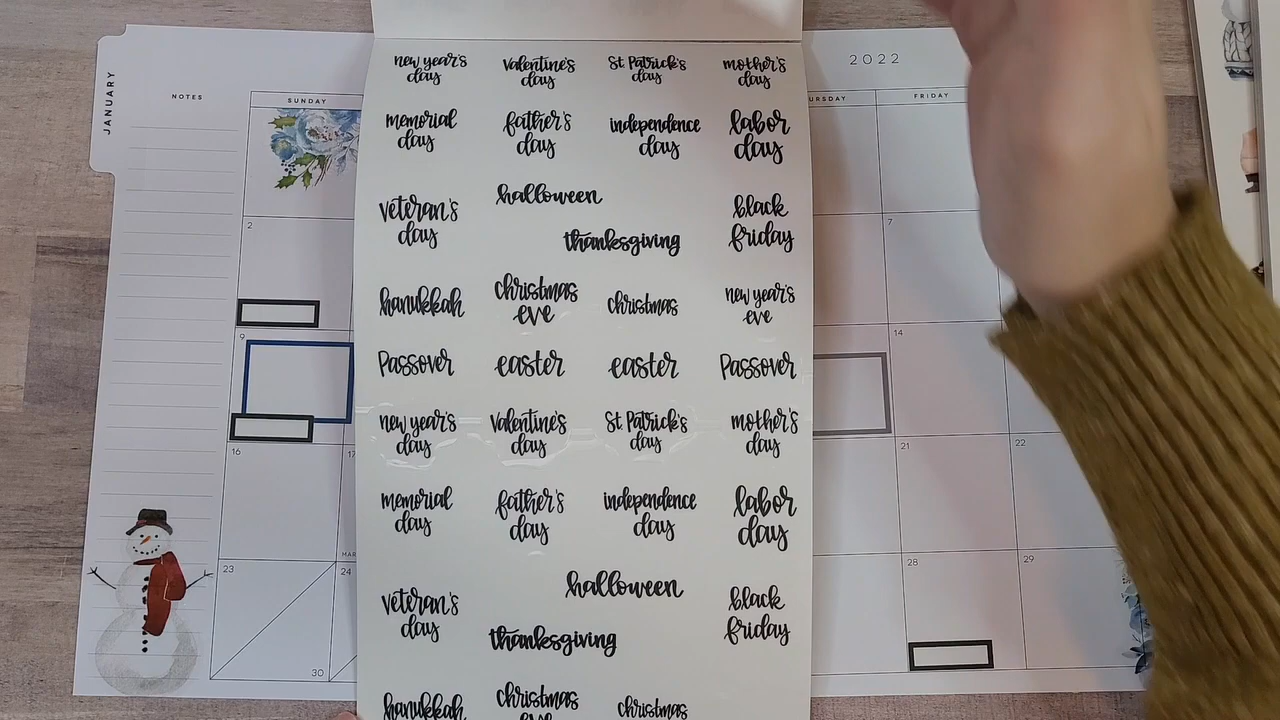 JANUARY
NOTES
SUNDAY
URSDAY
FRIDAY
2022
new year's day
valentine's day
St Patrick's day
mother's day
memorial day
father's day
independence day
labor day
veteran's day
halloween
thanksgiving
black friday
hanukkah
christmas eve
christmas
new year's eve
Passover
easter
easter
Passover
new year's day
valentine's day
St Patrick's day
mother's day
memorial day
father's day
independence day
labor day
veteran's day
halloween
thanksgiving
black friday
hanukkah
christmas eve
christmas
2
7
9
14
16
17
21
22
23
30
24
28
29
MAR